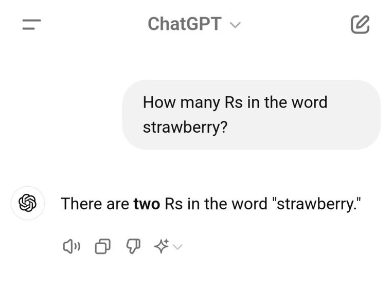 ChatGPT
How many Rs in the word
strawberry?
There are two Rs in the word "strawberry."